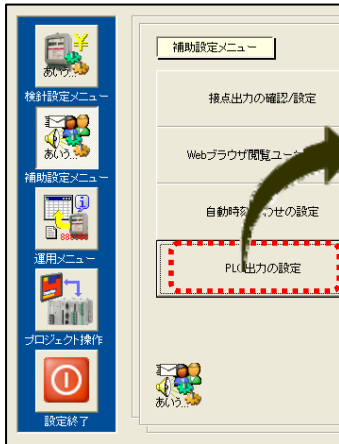 あいう...
検針設定メニュー
あいう...
補助設定メニュー
運用メニュー
プロジェクト操作
設定終了
補助設定メニュー
接点出力の確認/設定
Webブラウザ閲覧ユー
自動時刻 わせの設定
PLC出力の設定
あいう...